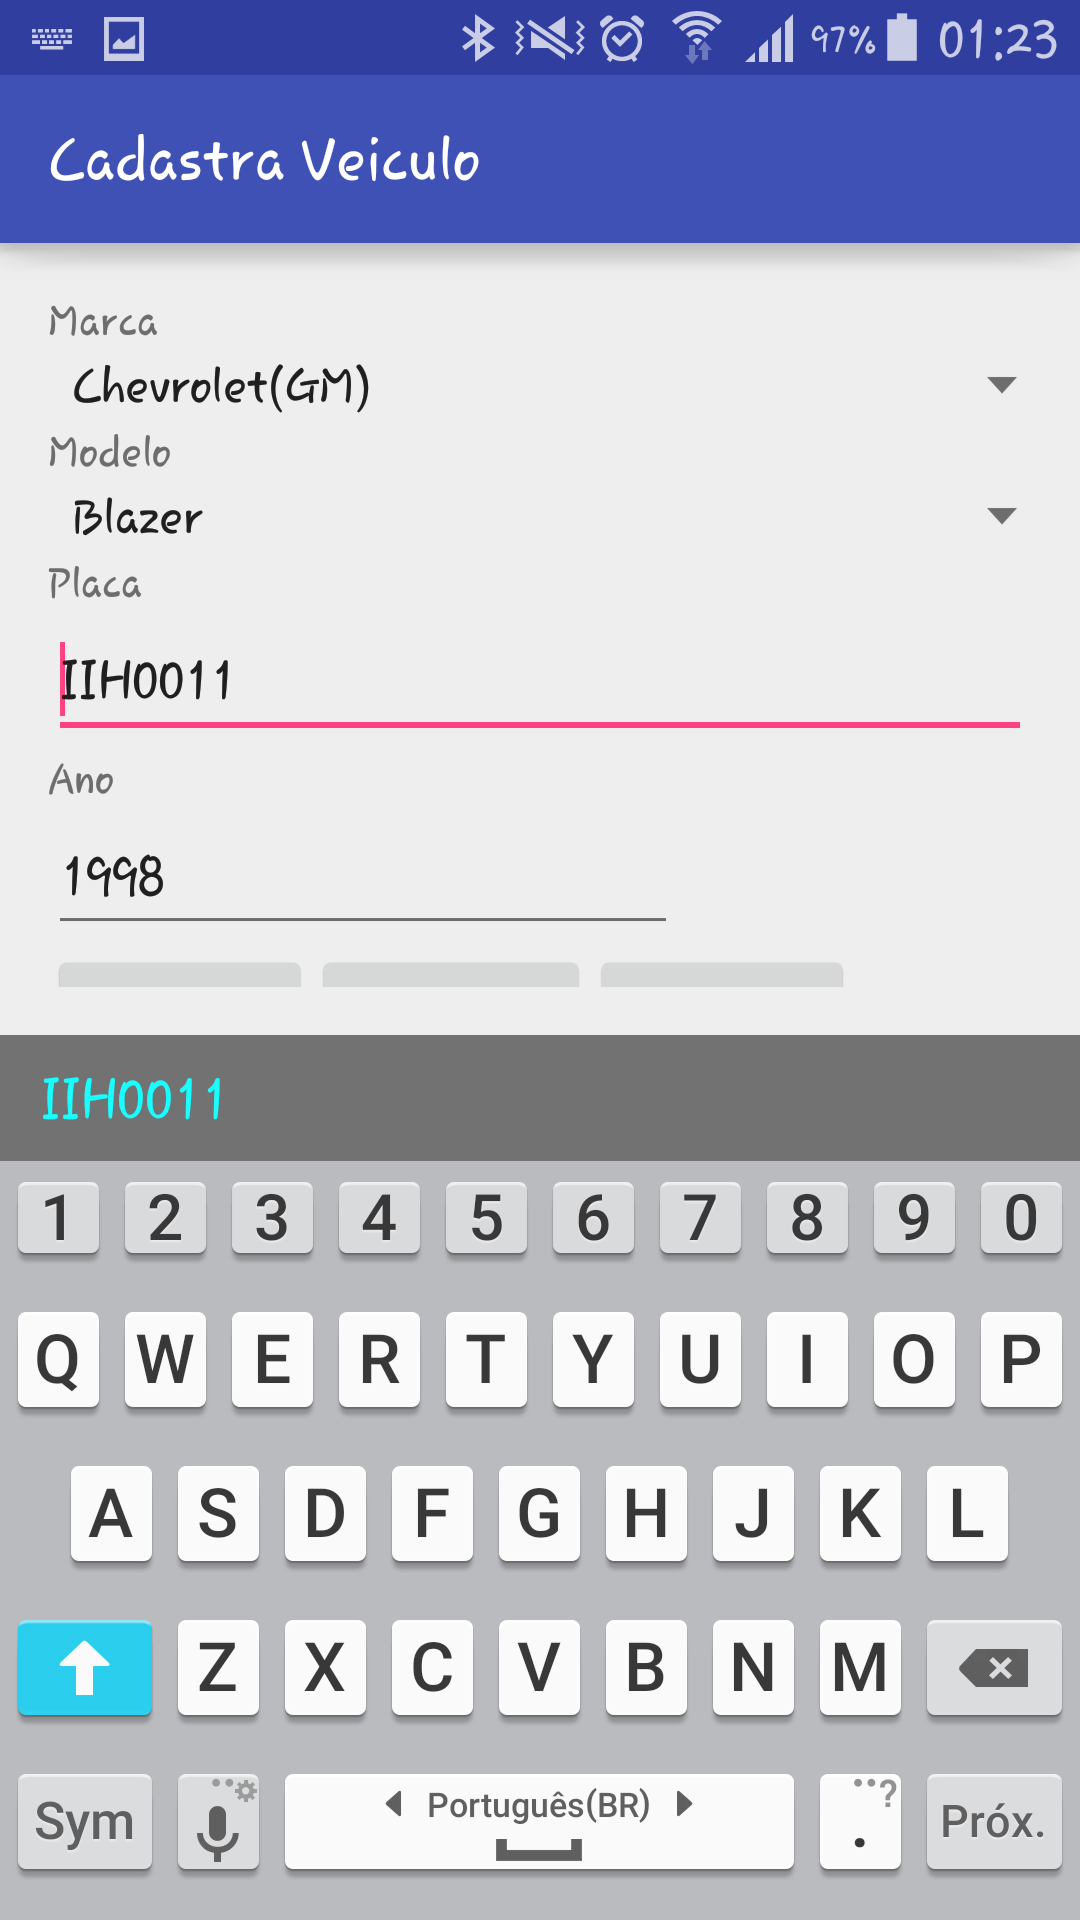 97% 01:23
Cadastra Veiculo
Marca
Chevrolet(GM)
Modelo
Blazer
Placa
IIH0011
Ano
1998
IIH0011
1 2 3 4 5 6 7 8 9 0
Q W E R T Y U I O P
A S D F G H J K L
Z X C V B N M
Sym Português(BR) . ? Próx.